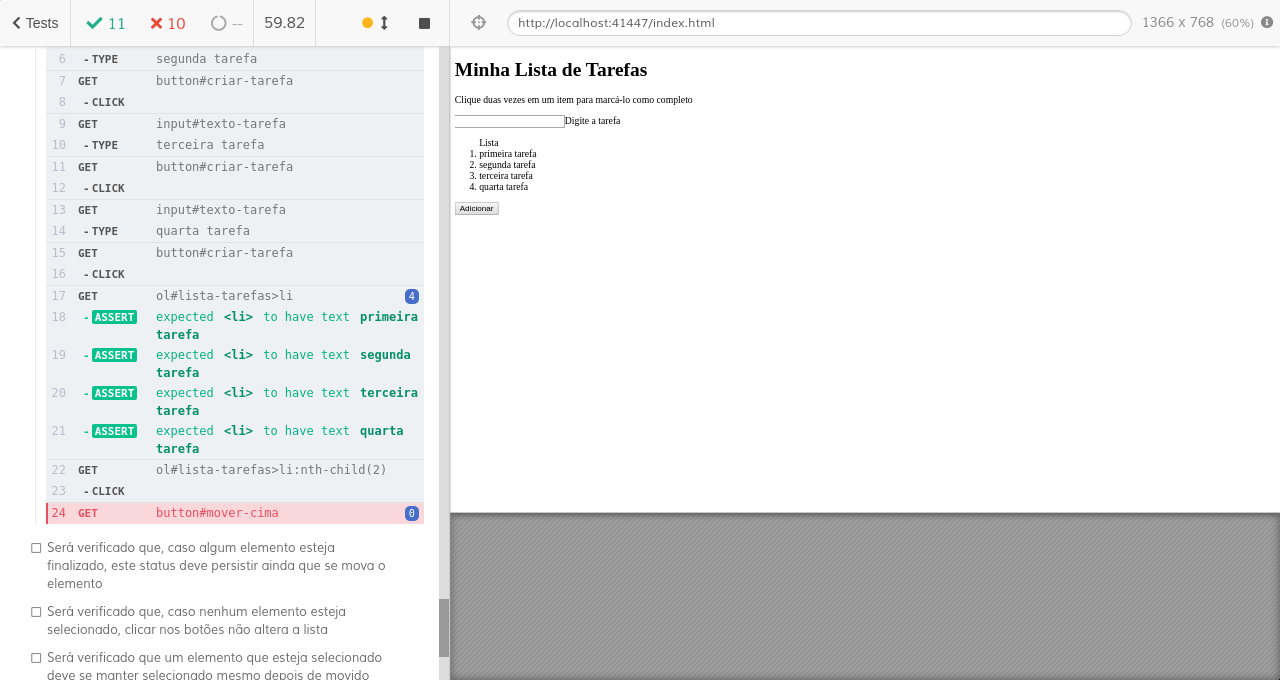 Tests 11 10 -- 59.82 http://localhost:41447/index.html 1366 x 768 (60%)
6 - TYPE segunda tarefa
7 GET button#criar-tarefa
8 - CLICK
9 GET input#texto-tarefa
10 - TYPE terceira tarefa
11 GET button#criar-tarefa
12 - CLICK
13 GET input#texto-tarefa
14 - TYPE quarta tarefa
15 GET button#criar-tarefa
16 - CLICK
17 GET ol#lista-tarefas>li 4
18 - ASSERT expected <li> to have text primeira
tarefa
19 - ASSERT expected <li> to have text segunda
tarefa
20 - ASSERT expected <li> to have text terceira
tarefa
21 - ASSERT expected <li> to have text quarta
tarefa
22 GET ol#lista-tarefas>li:nth-child(2)
23 - CLICK
24 GET button#mover-cima 0
Será verificado que, caso algum elemento esteja
finalizado, este status deve persistir ainda que se mova o
elemento
Será verificado que, caso nenhum elemento esteja
selecionado, clicar nos botões não altera a lista
Será verificado que um elemento que esteja selecionado
deve se manter selecionado mesmo depois de movido
Minha Lista de Tarefas
Clique duas vezes em um item para marcá-lo como completo
Digite a tarefa
Lista
1. primeira tarefa
2. segunda tarefa
3. terceira tarefa
4. quarta tarefa
Adicionar